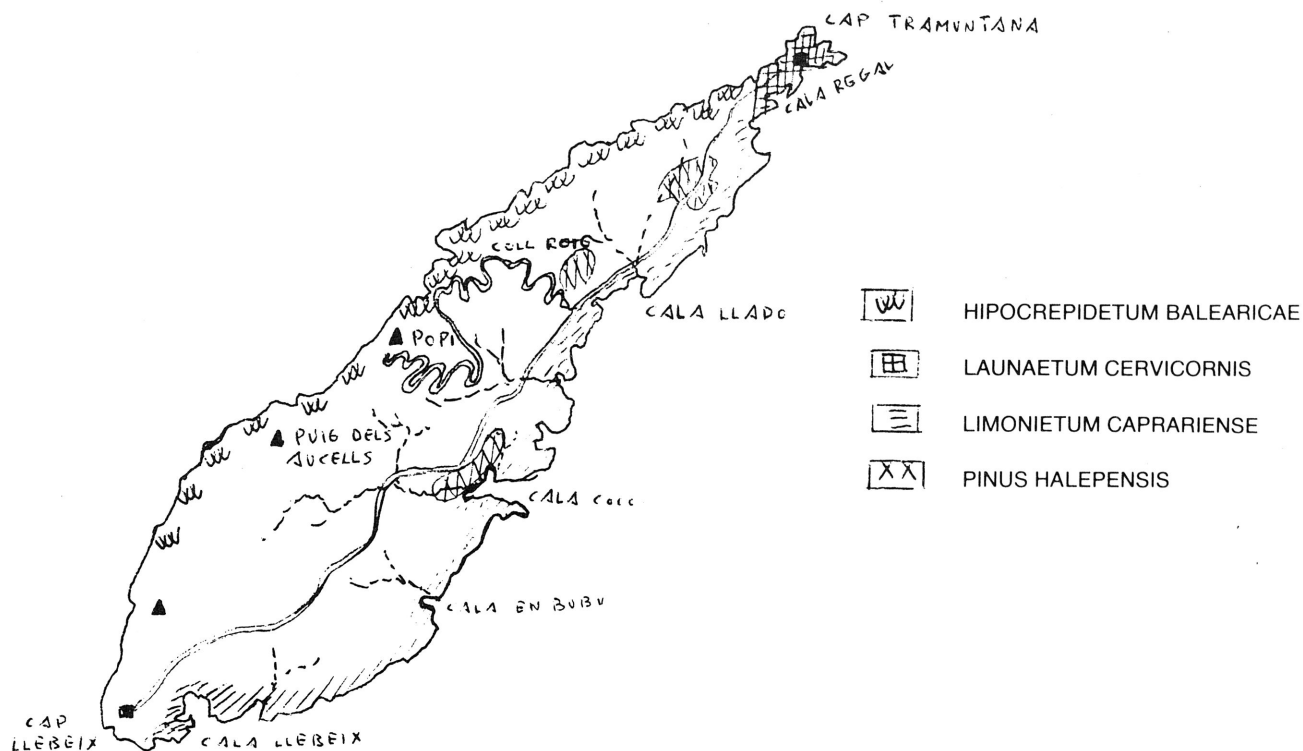 CAP TRAMUNTANA
CALA REGAL
COLL ROIG
CALA LLADO
POPI
PUIG DELS
AUCELLS
CALA COLL
CALA EN BUBU
CAP
LLEBEIX
CALA LLEBEIX
HIPOCREPIDETUM BALEARICAE
LAUNAETUM CERVICORNIS
LIMONIETUM CAPRARIENSE
PINUS HALEPENSIS